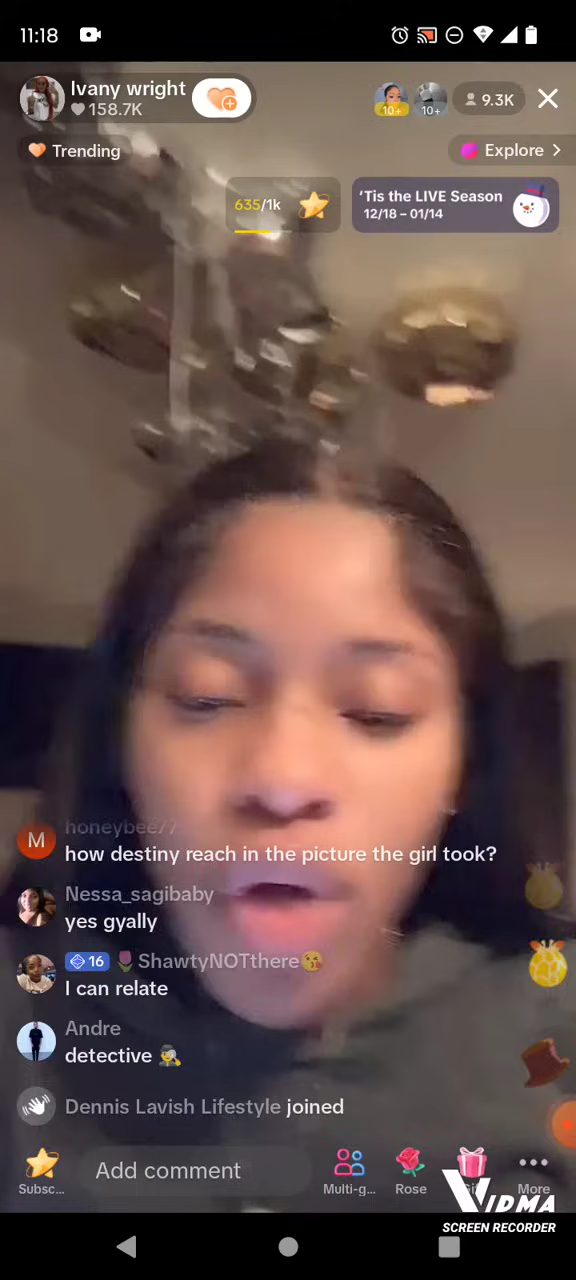 11:18
Ivany wright
158.7K
10+
10+
9.3K
Trending
Explore
635/1k
‘Tis the LIVE Season
12/18 – 01/14
honeybee77
M
how destiny reach in the picture the girl took?
Nessa_sagibaby
yes gyally
16
🌷ShawtyNOTthere😘
I can relate
Andre
detective 🕵️
Dennis Lavish Lifestyle joined
Add comment
Subsc...
Multi-g...
Rose
More
VIDMA
SCREEN RECORDER